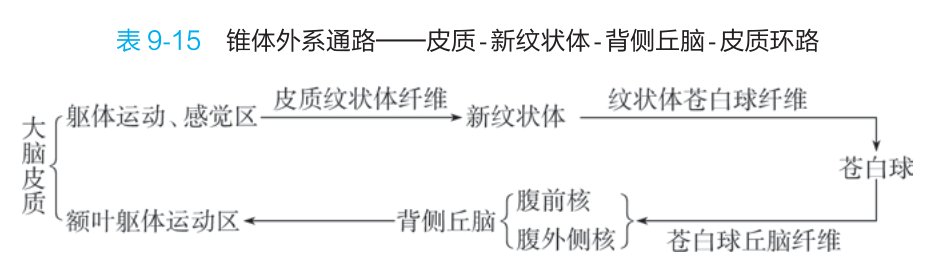 表 9-15 锥体外系通路——皮质-新纹状体-背侧丘脑-皮质环路
大脑皮质
躯体运动、感觉区
皮质纹状体纤维
新纹状体
纹状体苍白球纤维
苍白球
额叶躯体运动区
背侧丘脑
腹前核
腹外侧核
苍白球丘脑纤维